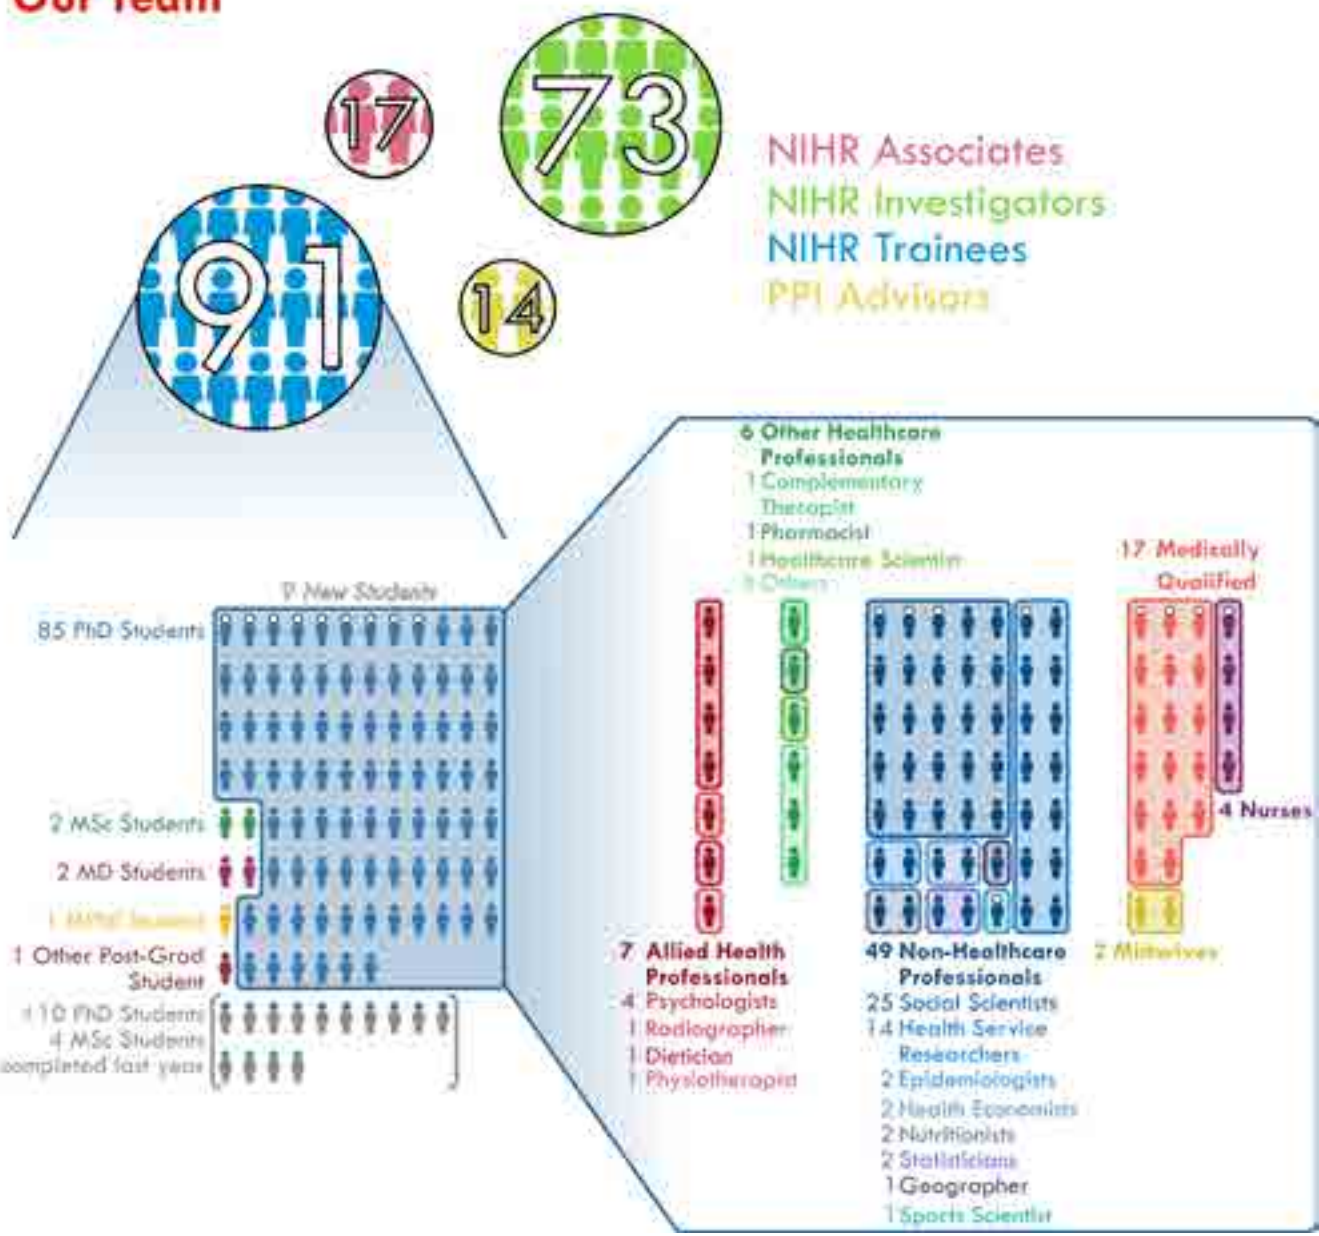 Our Team
17
73
91
14
NIHR Associates
NIHR Investigators
NIHR Trainees
PPI Advisors
9 New Students
85 PhD Students
2 MSc Students
2 MD Students
1 Student
1 Other Post-Grad
Student
10 PhD Students
4 MSc Students
completed last year
6 Other Healthcare
Professionals
1 Complementary
Therapist
1 Pharmacist
1 Healthcare Scientist
Others
17 Medically
Qualified
4 Nurses
2 Midwives
7 Allied Health
Professionals
4 Psychologists
1 Radiographer
1 Dietician
1 Physiotherapist
49 Non-Healthcare
Professionals
25 Social Scientists
14 Health Service
Researchers
2 Epidemiologists
2 Health Economists
2 Nutritionists
2 Statisticians
1 Geographer
1 Sports Scientist